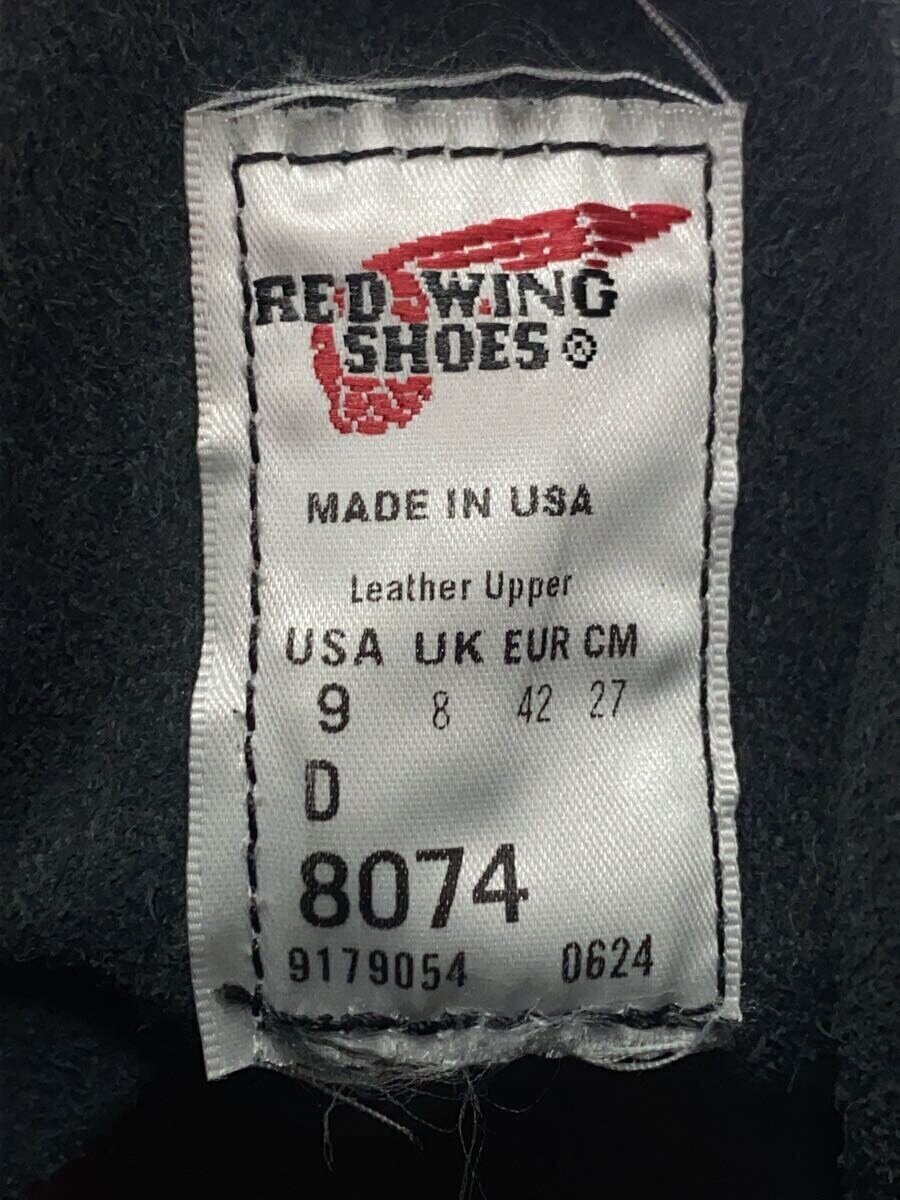 RED WING
SHOES ®
MADE IN USA
Leather Upper
USA UK EUR CM
9 8 42 27
D
8074
9179054 0624